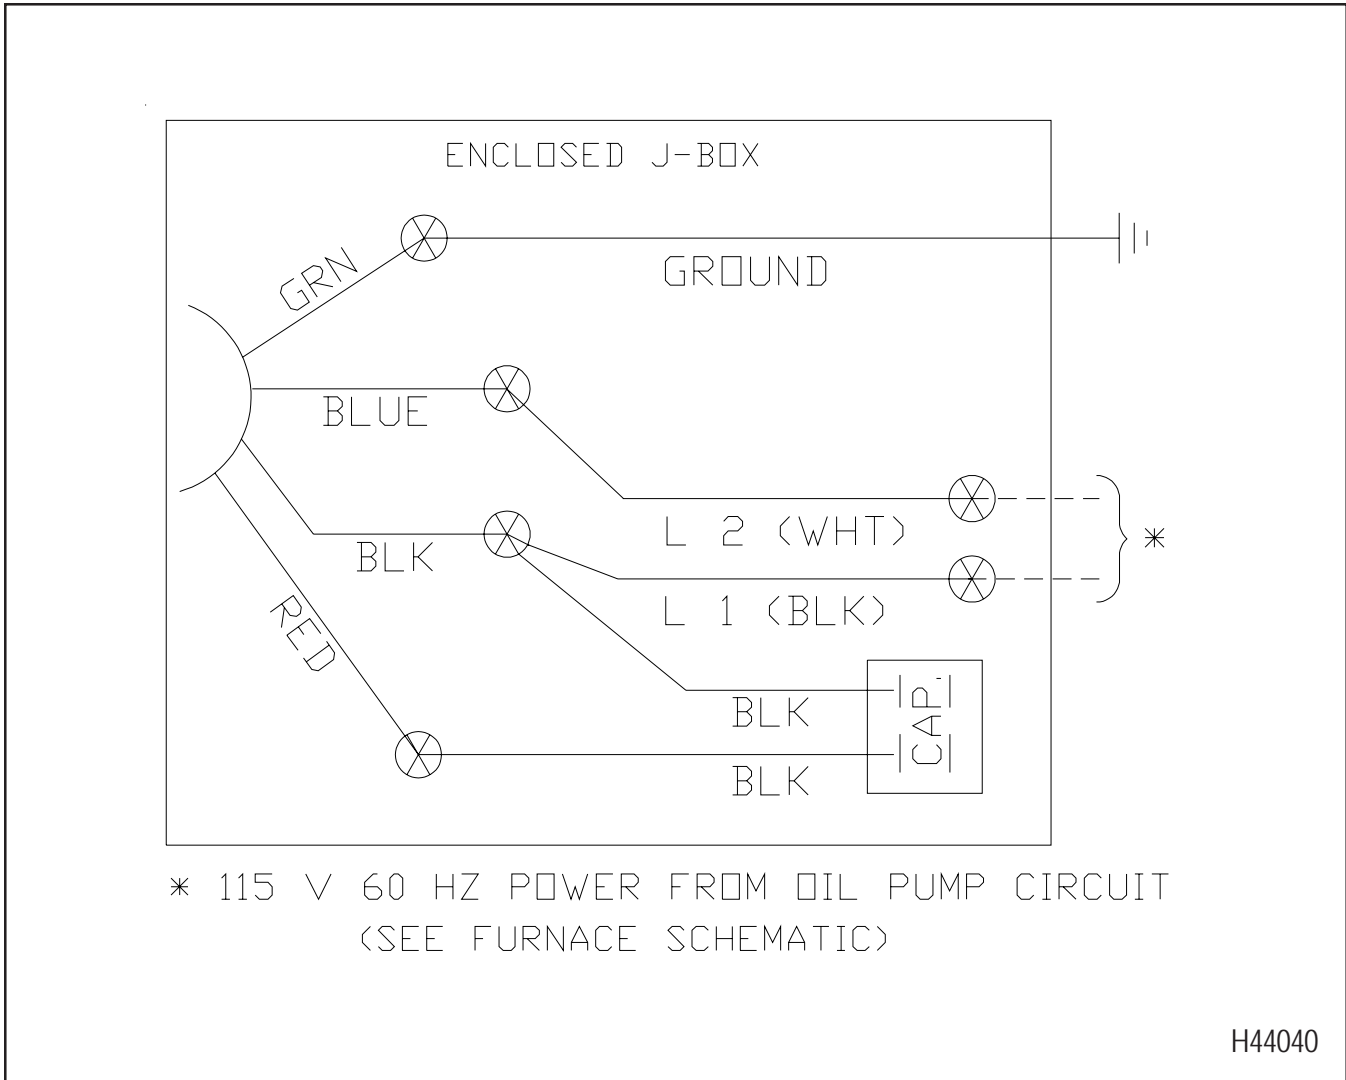 ENCLOSED J-BOX
GRN
GROUND
BLUE
L 2 (WHT)
*
BLK
L 1 (BLK)
RED
BLK
CAP.
BLK
* 115 V 60 HZ POWER FROM OIL PUMP CIRCUIT
(SEE FURNACE SCHEMATIC)
H44040